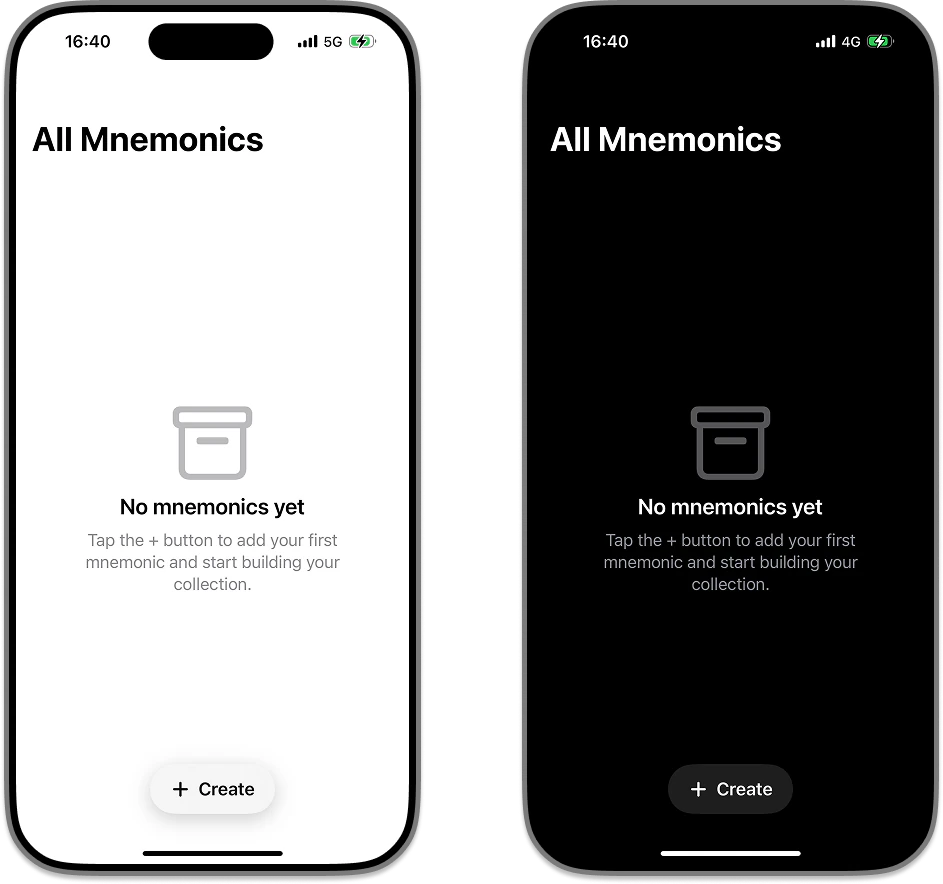 16:40 5G
All Mnemonics
No mnemonics yet
Tap the + button to add your first
mnemonic and start building your
collection.
+ Create
16:40 4G
All Mnemonics
No mnemonics yet
Tap the + button to add your first
mnemonic and start building your
collection.
+ Create